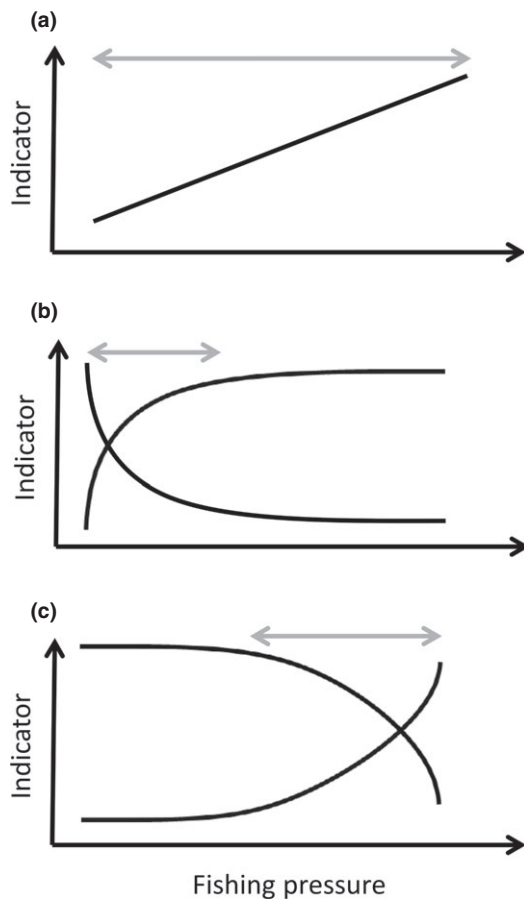 (a)
Indicator
(b)
Indicator
(c)
Indicator
Fishing pressure